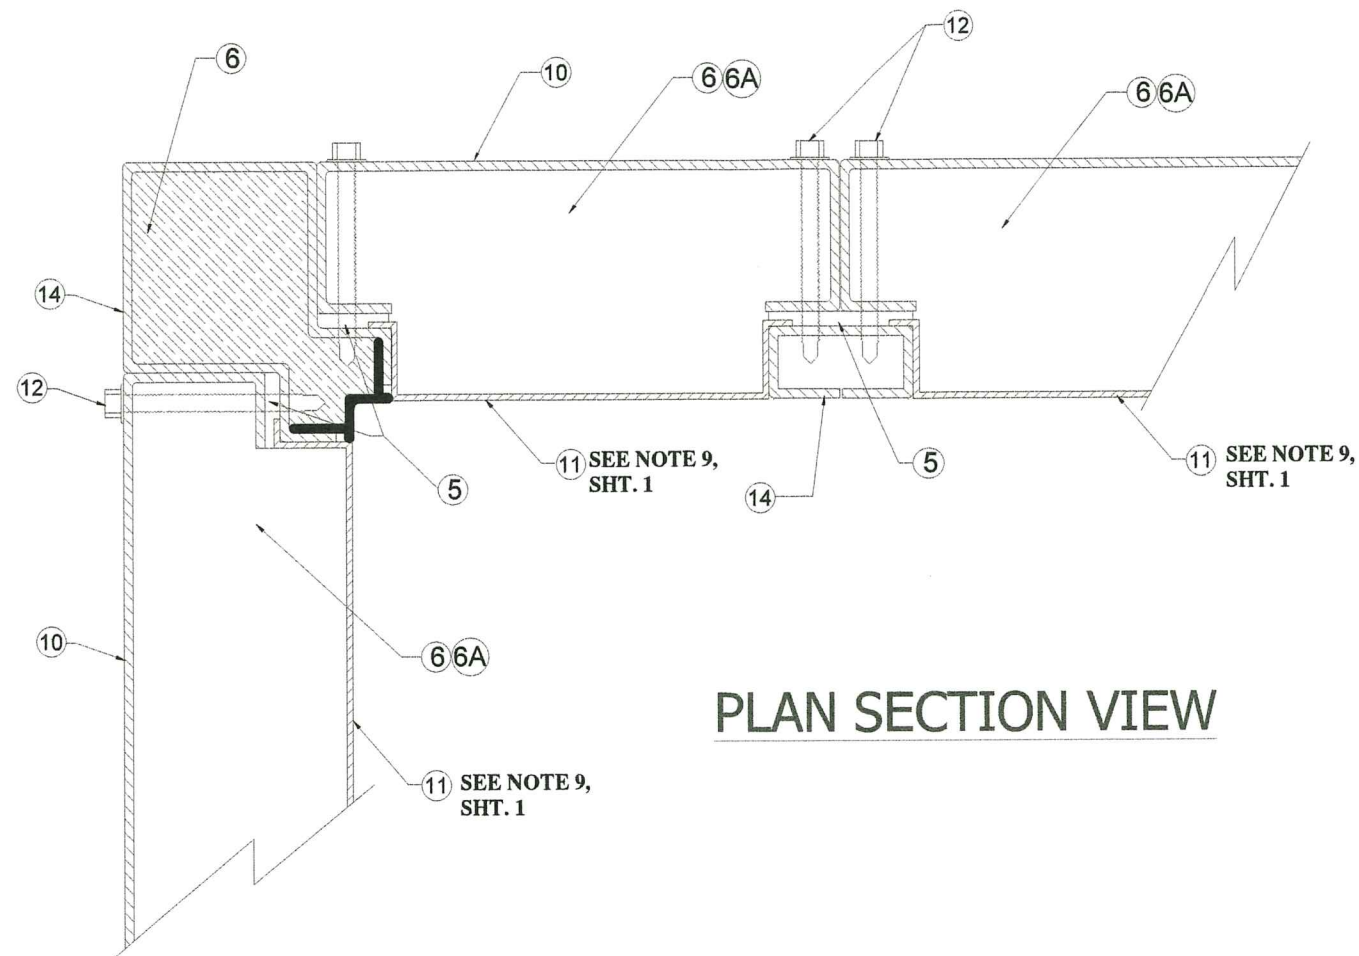 12
6
10
6 6A
6 6A
14
12
11 SEE NOTE 9,
SHT. 1
5
11 SEE NOTE 9,
SHT. 1
5
14
10
6 6A
PLAN SECTION VIEW
11 SEE NOTE 9,
SHT. 1